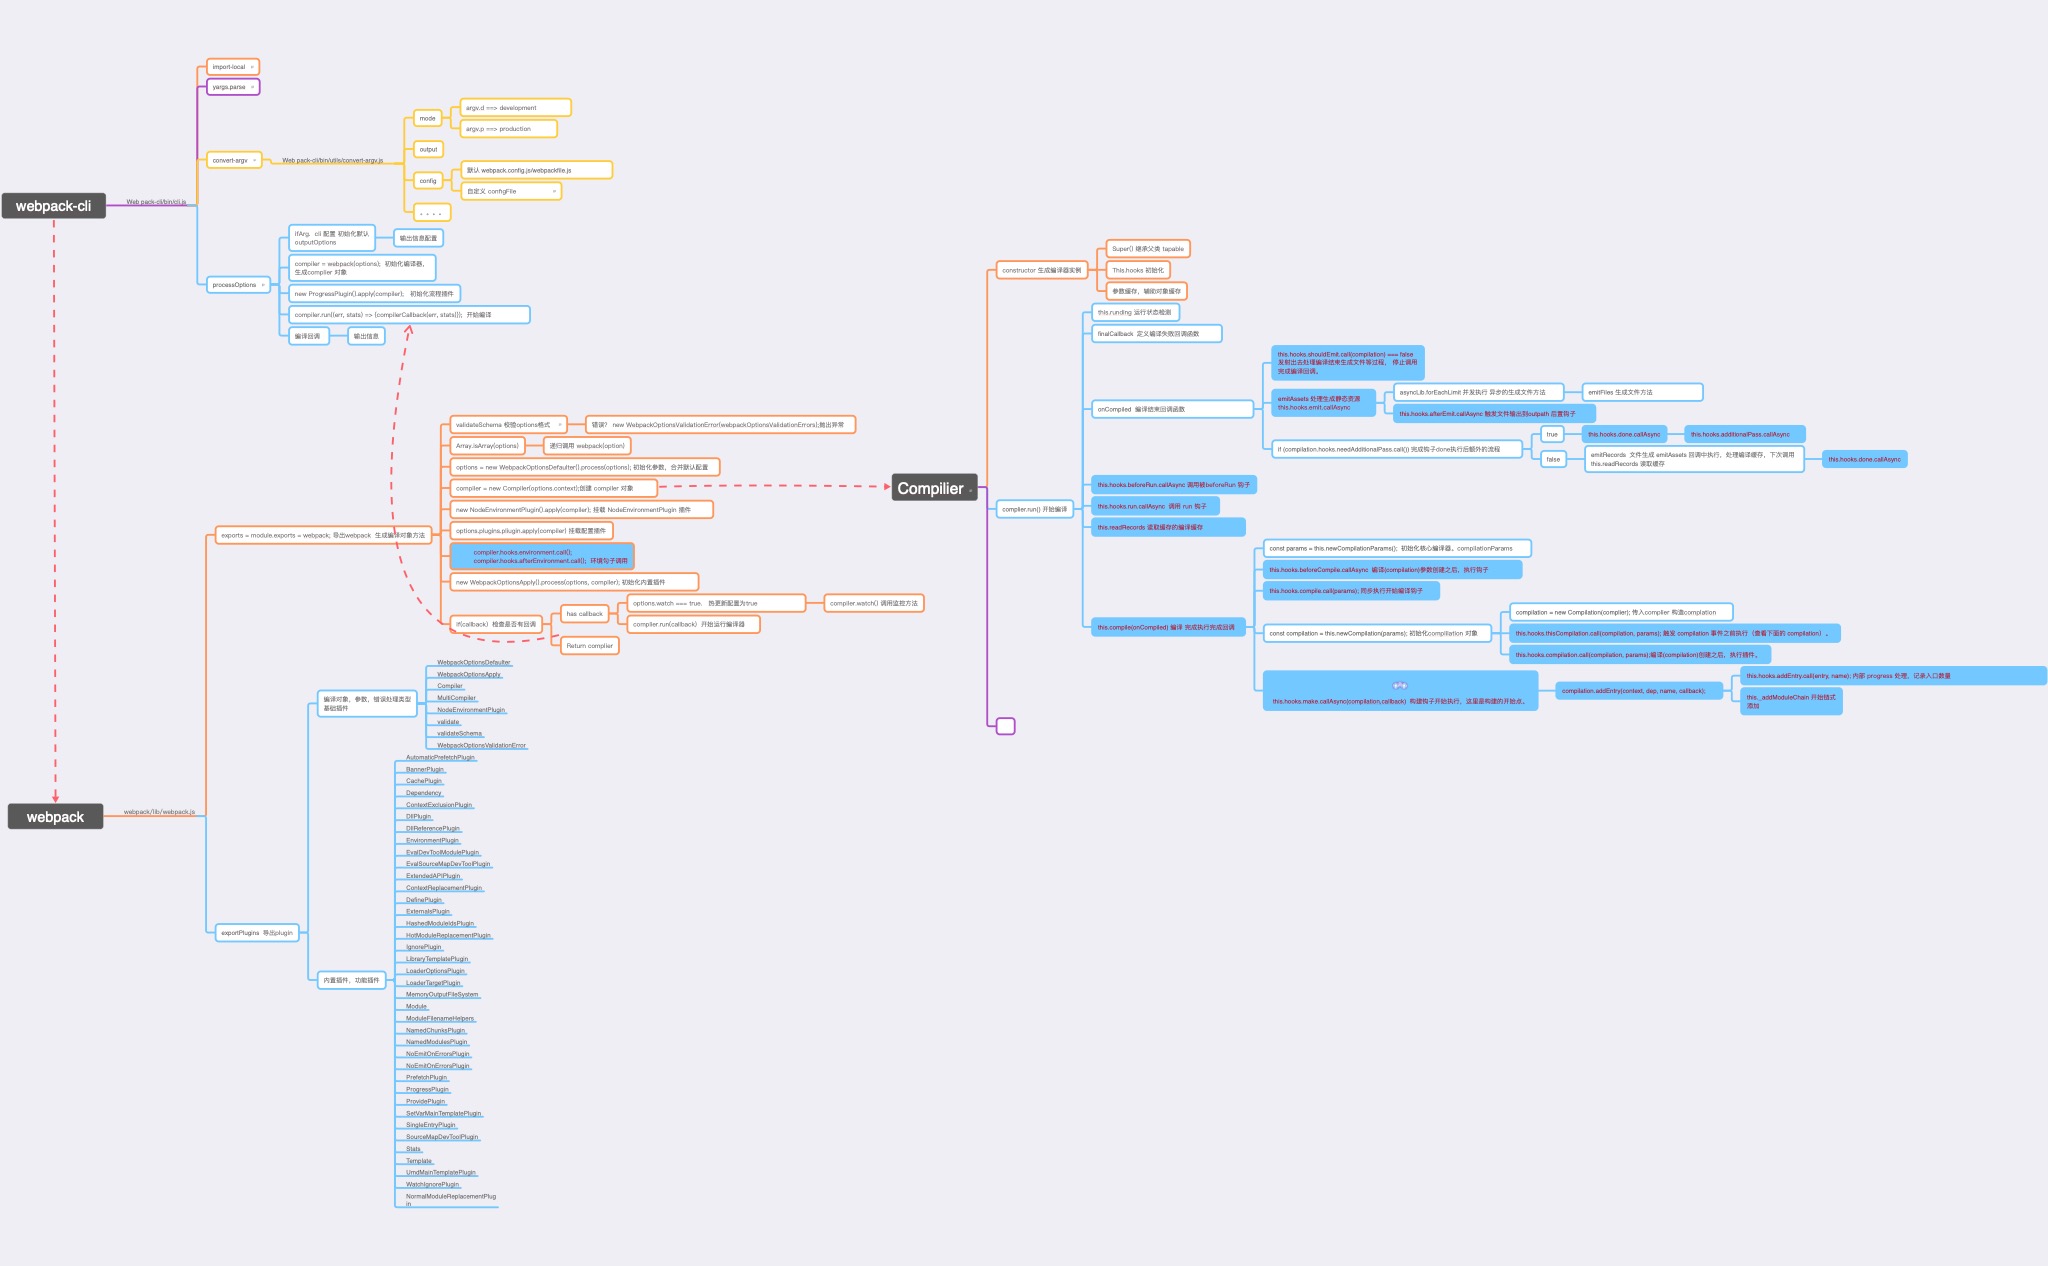 webpack-cli
Web pack-cli/bin/cli.js
import-local
yargs.parse
convert-argv
Web pack-cli/bin/utils/convert-argv.js
mode
argv.d ==> development
argv.p ==> production
output
config
默认 webpack.config.js/webpackfile.js
自定义 configFile
。。。。
processOptions
ifArg. cli 配置 初始化默认
outputOptions
输出信息配置
compiler = webpack(options); 初始化编译器,
生成compiler 对象
new ProgressPlugin().apply(compiler); 初始化流程插件
compiler.run((err, stats) => {compilerCallback(err, stats)}); 开始编译
编译回调
输出信息
webpack
webpack/lib/webpack.js
exports = module.exports = webpack; 导出webpack 生成编译对象方法
validateSchema 校验options格式
错误? new WebpackOptionsValidationError(webpackOptionsValidationErrors);抛出异常
Array.isArray(options)
递归调用 webpack(option)
options = new WebpackOptionsDefaulter().process(options); 初始化参数，合并默认配置
compiler = new Compiler(options.context);创建 compiler 对象
new NodeEnvironmentPlugin().apply(compiler); 挂载 NodeEnvironmentPlugin 插件
options.plugins.pliugin.apply(compiler) 挂载配置插件
compiler.hooks.environment.call();
compiler.hooks.afterEnvironment.call(); 环境勾子调用
new WebpackOptionsApply().process(options, compiler); 初始化内置插件
if(callback) 检查是否有回调
has callback
options.watch === true, 热更新配置为true
compiler.watch() 调用监控方法
compiler.run(callback) 开始运行编译器
Return compiler
exportPlugins 导出plugin
编译对象，参数，错误处理类型
基础插件
WebpackOptionsDefaulter
WebpackOptionsApply
Compiler
MultiCompiler
NodeEnvironmentPlugin
validate
validateSchema
WebpackOptionsValidationError
内置插件，功能插件
AutomaticPrefetchPlugin
BannerPlugin
CachePlugin
Dependency
ContextExclusionPlugin
DllPlugin
DllReferencePlugin
EnvironmentPlugin
EvalDevToolModulePlugin
EvalSourceMapDevToolPlugin
ExtendedAPIPlugin
ContextReplacementPlugin
DefinePlugin
ExternalsPlugin
HashedModuleIdsPlugin
HotModuleReplacementPlugin
IgnorePlugin
LibraryTemplatePlugin
LoaderOptionsPlugin
LoaderTargetPlugin
MemoryOutputFileSystem
Module
ModuleFilenameHelpers
NamedChunksPlugin
NamedModulesPlugin
NoEmitOnErrorsPlugin
NoEmitOnErrorsPlugin
PrefetchPlugin
ProgressPlugin
ProvidePlugin
SetVarMainTemplatePlugin
SingleEntryPlugin
SourceMapDevToolPlugin
Stats
Template
UmdMainTemplatePlugin
WatchIgnorePlugin
NormalModuleReplacementPlug
in
Compilier
constructor 生成编译器实例
Super() 继承父类 tapable
This.hooks 初始化
参数缓存，辅助对象缓存
compiler.run() 开始编译
this.runding 运行状态检测
finalCallback 定义编译失败回调函数
onCompiled 编译结束回调函数
this.hooks.shouldEmit.call(compilation) === false
发射出去处理编译结束生成文件等过程， 停止调用
完成编译回调。
emitAssets 处理生成静态资源
this.hooks.emit.callAsync
asyncLib.forEachLimit 并发执行 异步的生成文件方法
emitFiles 生成文件方法
this.hooks.afterEmit.callAsync 触发文件输出到outpath 后置钩子
if (compilation.hooks.needAdditionalPass.call()) 完成钩子done执行后额外的流程
true
this.hooks.done.callAsync
this.hooks.additionalPass.callAsync
false
emitRecords 文件生成 emitAssets 回调中执行，处理编译缓存，下次调用
this.readRecords 读取缓存
this.hooks.done.callAsync
this.hooks.beforeRun.callAsync 调用被beforeRun 钩子
this.hooks.run.callAsync 调用 run 钩子
this.readRecords 读取缓存的编译缓存
this.compile(onCompiled) 编译 完成执行完成回调
const params = this.newCompilationParams(); 初始化核心编译器。compilationParams
this.hooks.beforeCompile.callAsync 编译(compilation)参数创建之后，执行钩子
this.hooks.compile.call(params); 同步执行开始编译钩子
const compilation = this.newCompilation(params); 初始化compillation 对象
compilation = new Compilation(compiler); 传入compiler 构造complation
this.hooks.thisCompilation.call(compilation, params); 触发 compilation 事件之前执行（查看下面的 compilation）。
this.hooks.compilation.call(compilation, params);编译(compilation)创建之后，执行插件。
this.hooks.make.callAsync(compilation,callback) 构建钩子开始执行，这里是构建的开始点。
compilation.addEntry(context, dep, name, callback);
this.hooks.addEntry.call(entry, name); 内部 progress 处理，记录入口数量
this._addModuleChain 开始链式
添加